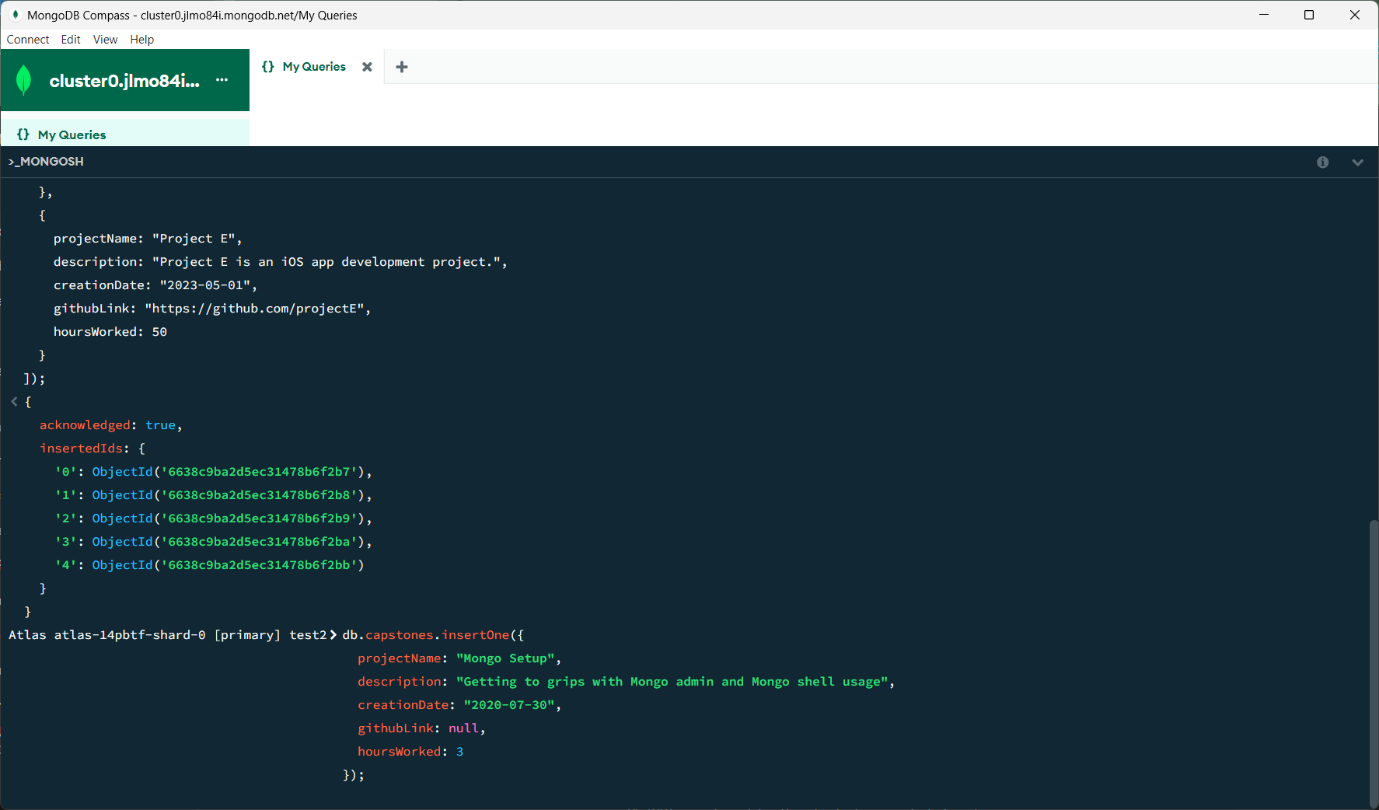 MongoDB Compass - cluster0.jlmo84i.mongodb.net/My Queries
Connect Edit View Help
cluster0.jlmo84i... ...
{} My Queries
{} My Queries
>_MONGOSH
},
{
projectName: "Project E",
description: "Project E is an iOS app development project.",
creationDate: "2023-05-01",
githubLink: "https://github.com/projectE",
hoursWorked: 50
}
]);
< {
acknowledged: true,
insertedIds: {
'0': ObjectId('6638c9ba2d5ec31478b6f2b7'),
'1': ObjectId('6638c9ba2d5ec31478b6f2b8'),
'2': ObjectId('6638c9ba2d5ec31478b6f2b9'),
'3': ObjectId('6638c9ba2d5ec31478b6f2ba'),
'4': ObjectId('6638c9ba2d5ec31478b6f2bb')
}
}
Atlas atlas-14pbtf-shard-0 [primary] test2> db.capstones.insertOne({
projectName: "Mongo Setup",
description: "Getting to grips with Mongo admin and Mongo shell usage",
creationDate: "2020-07-30",
githubLink: null,
hoursWorked: 3
});